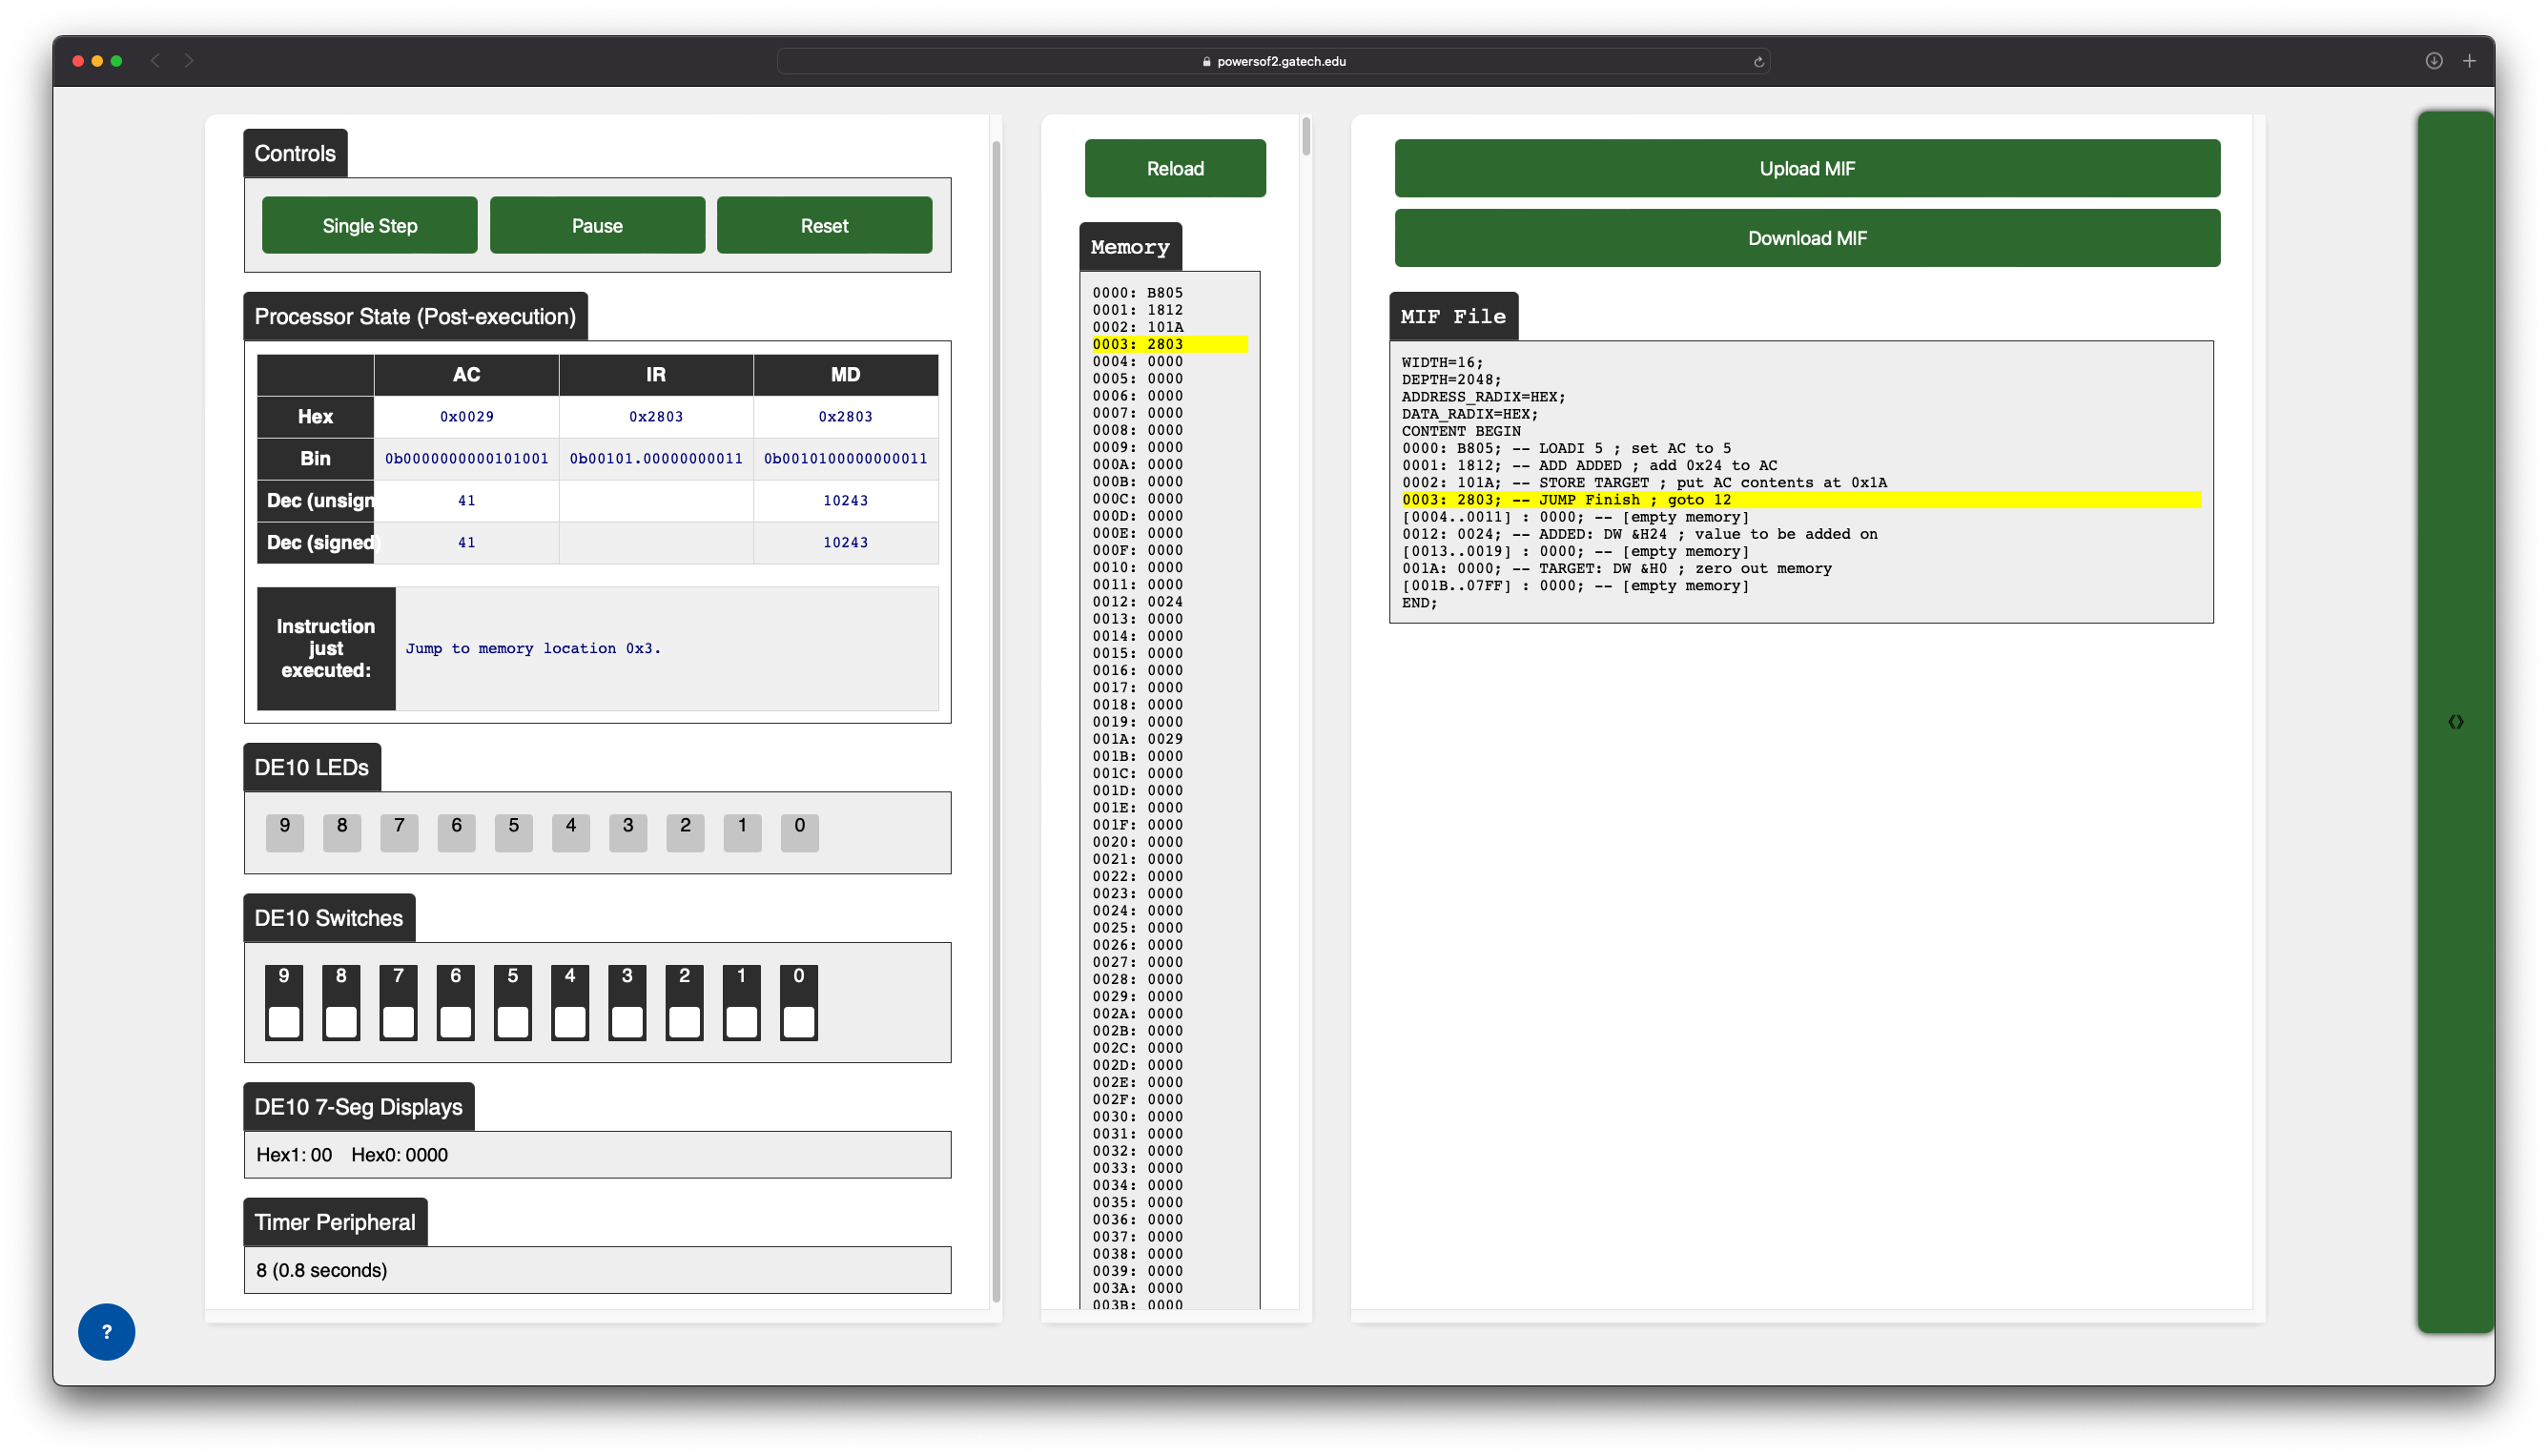 powersof2.gatech.edu
Controls
Single Step
Pause
Reset
Processor State (Post-execution)
AC IR MD
Hex 0x0029 0x2803 0x2803
Bin 0b0000000000101001 0b00101.00000000011 0b0010100000000011
Dec (unsign 41 10243
Dec (signed) 41 10243
Instruction
just
executed:
Jump to memory location 0x3.
DE10 LEDs
9 8 7 6 5 4 3 2 1 0
DE10 Switches
9 8 7 6 5 4 3 2 1 0
DE10 7-Seg Displays
Hex1: 00 Hex0: 0000
Timer Peripheral
8 (0.8 seconds)
?
Reload
Memory
0000: B805
0001: 1812
0002: 101A
0003: 2803
0004: 0000
0005: 0000
0006: 0000
0007: 0000
0008: 0000
0009: 0000
000A: 0000
000B: 0000
000C: 0000
000D: 0000
000E: 0000
000F: 0000
0010: 0000
0011: 0000
0012: 0024
0013: 0000
0014: 0000
0015: 0000
0016: 0000
0017: 0000
0018: 0000
0019: 0000
001A: 0029
001B: 0000
001C: 0000
001D: 0000
001E: 0000
001F: 0000
0020: 0000
0021: 0000
0022: 0000
0023: 0000
0024: 0000
0025: 0000
0026: 0000
0027: 0000
0028: 0000
0029: 0000
002A: 0000
002B: 0000
002C: 0000
002D: 0000
002E: 0000
002F: 0000
0030: 0000
0031: 0000
0032: 0000
0033: 0000
0034: 0000
0035: 0000
0036: 0000
0037: 0000
0038: 0000
0039: 0000
003A: 0000
003B: 0000
Upload MIF
Download MIF
MIF File
WIDTH=16;
DEPTH=2048;
ADDRESS_RADIX=HEX;
DATA_RADIX=HEX;
CONTENT BEGIN
0000: B805; -- LOADI 5 ; set AC to 5
0001: 1812; -- ADD ADDED ; add 0x24 to AC
0002: 101A; -- STORE TARGET ; put AC contents at 0x1A
0003: 2803; -- JUMP Finish ; goto 12
[0004..0011] : 0000; -- [empty memory]
0012: 0024; -- ADDED: DW &H24 ; value to be added on
[0013..0019] : 0000; -- [empty memory]
001A: 0000; -- TARGET: DW &H0 ; zero out memory
[001B..07FF] : 0000; -- [empty memory]
END;